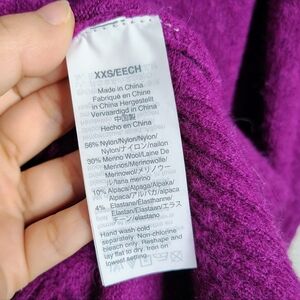 XXS/EECH
Made in China
Fabriqué en Chine
in China Hergestellt
Vervaardigd in China
中国製
Hecho en China
56% Nylon/Nylon/Nylon
/Nylon/ナイロン/nailon
30% Merino Wool/Laine De
Merinos/Merinowolle/
Merinowol/メリノウー
ル/lana merino
10% Alpaca/Alpaga/Alpaka/
Alpaca/アルパカ/alpaca
4% Elastan/Elasthanne/
Elastan/Elastaan/エラス
チーン/elastano
Hand wash cold
separately. Non-chlorine
bleach only. Reshape and
lay flat to dry. Iron on
lowest setting